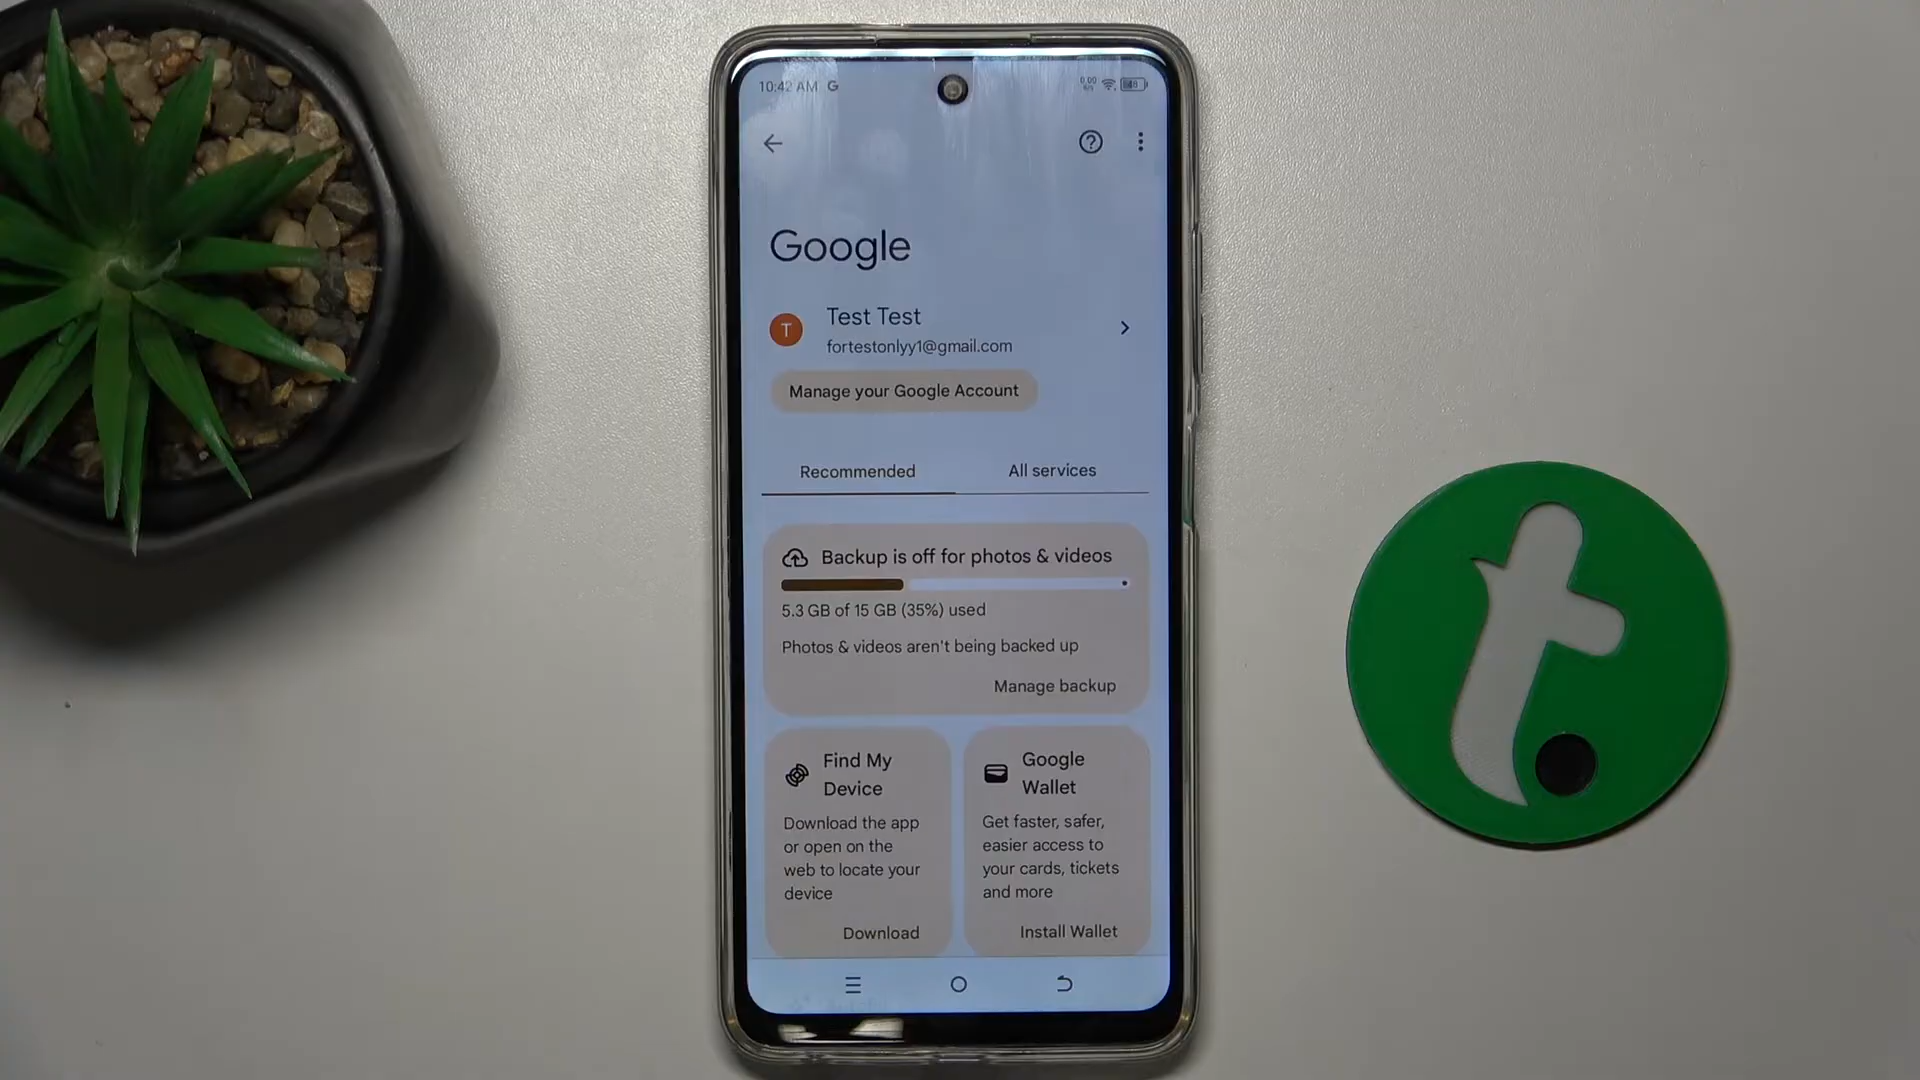 10:42 AM G
0.00
Google
T
Test Test
fortestonlyy1@gmail.com
Manage your Google Account
Recommended
All services
Backup is off for photos & videos
5.3 GB of 15 GB (35%) used
Photos & videos aren't being backed up
Manage backup
Find My
Device
Download the app
or open on the
web to locate your
device
Download
Google
Wallet
Get faster, safer,
easier access to
your cards, tickets
and more
Install Wallet
t